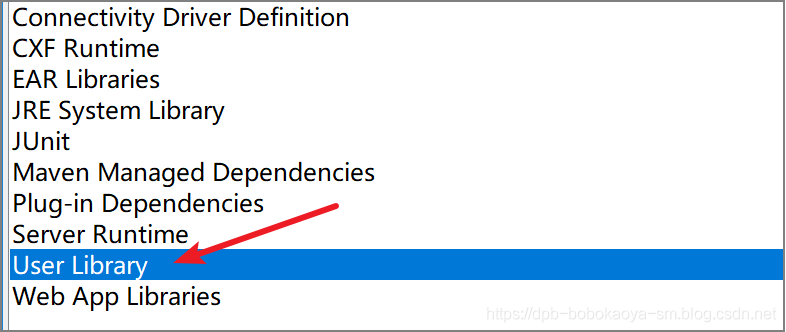 Connectivity Driver Definition
CXF Runtime
EAR Libraries
JRE System Library
JUnit
Maven Managed Dependencies
Plug-in Dependencies
Server Runtime
User Library
Web App Libraries
https://dpb-bobokaoya-sm.blog.csdn.net